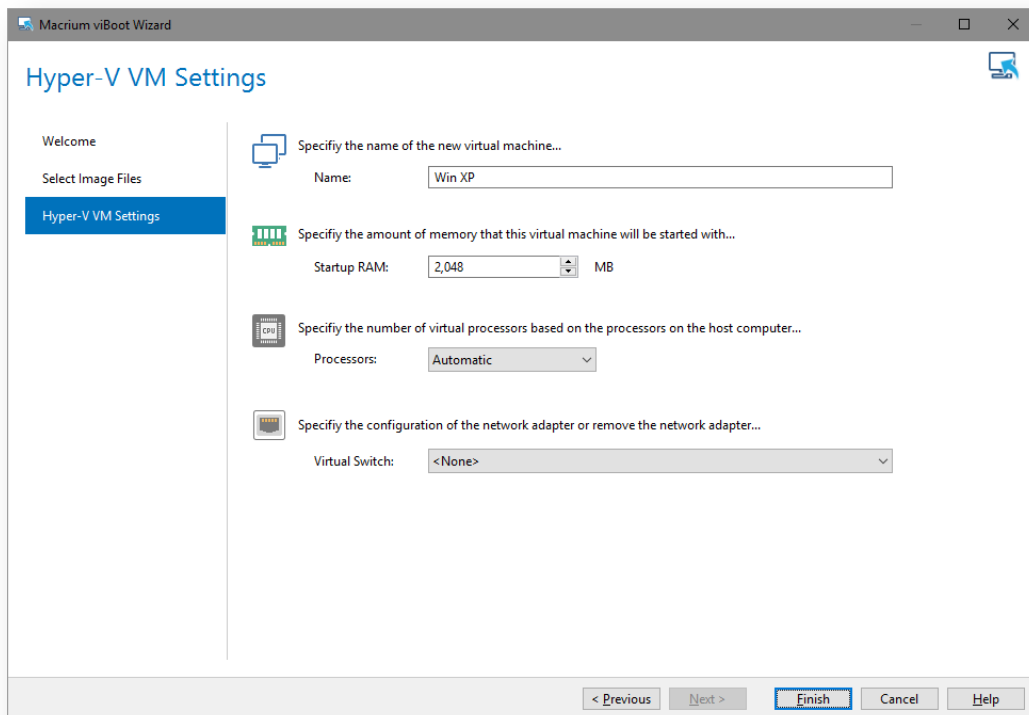 Macrium viBoot Wizard
Hyper-V VM Settings
Welcome
Select Image Files
Hyper-V VM Settings
Specifiy the name of the new virtual machine...
Name: Win XP
Specifiy the amount of memory that this virtual machine will be started with...
Startup RAM: 2,048 MB
CPU
Specifiy the number of virtual processors based on the processors on the host computer...
Processors: Automatic
Specifiy the configuration of the network adapter or remove the network adapter...
Virtual Switch: <None>
< Previous Next > Finish Cancel Help